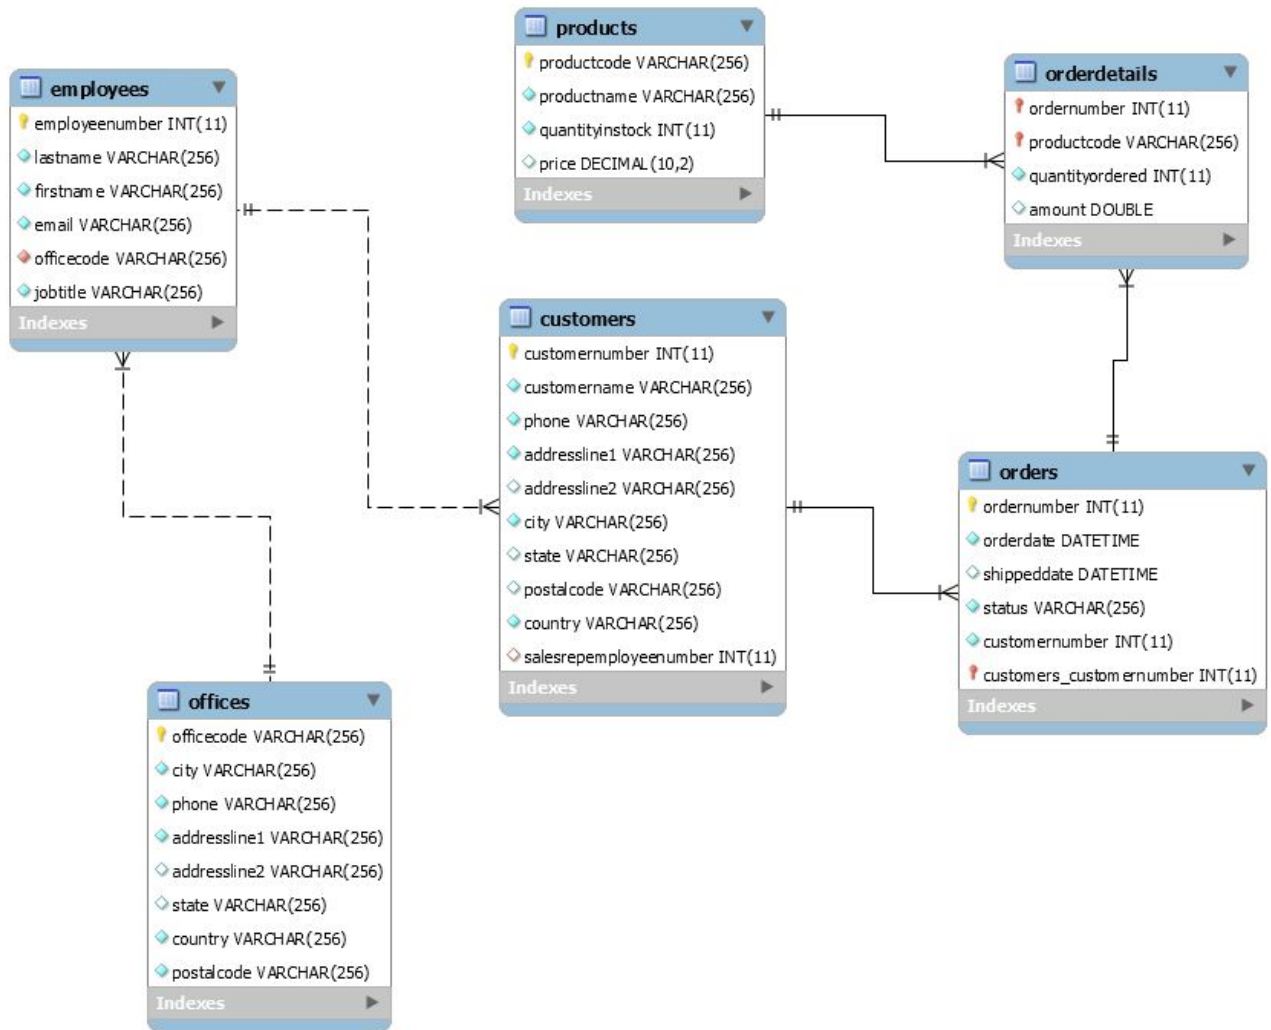 products
productcode VARCHAR(256)
productname VARCHAR(256)
quantityinstock INT(11)
price DECIMAL(10,2)
Indexes
orderdetails
ordernumber INT(11)
productcode VARCHAR(256)
quantityordered INT(11)
amount DOUBLE
Indexes
employees
employeenumber INT(11)
lastname VARCHAR(256)
firstname VARCHAR(256)
email VARCHAR(256)
officecode VARCHAR(256)
jobtitle VARCHAR(256)
Indexes
customers
customernumber INT(11)
customername VARCHAR(256)
phone VARCHAR(256)
addressline1 VARCHAR(256)
addressline2 VARCHAR(256)
city VARCHAR(256)
state VARCHAR(256)
postalcode VARCHAR(256)
country VARCHAR(256)
salesrepemployeenumber INT(11)
Indexes
orders
ordernumber INT(11)
orderdate DATETIME
shippeddate DATETIME
status VARCHAR(256)
customernumber INT(11)
customers_customernumber INT(11)
Indexes
offices
officecode VARCHAR(256)
city VARCHAR(256)
phone VARCHAR(256)
addressline1 VARCHAR(256)
addressline2 VARCHAR(256)
state VARCHAR(256)
country VARCHAR(256)
postalcode VARCHAR(256)
Indexes